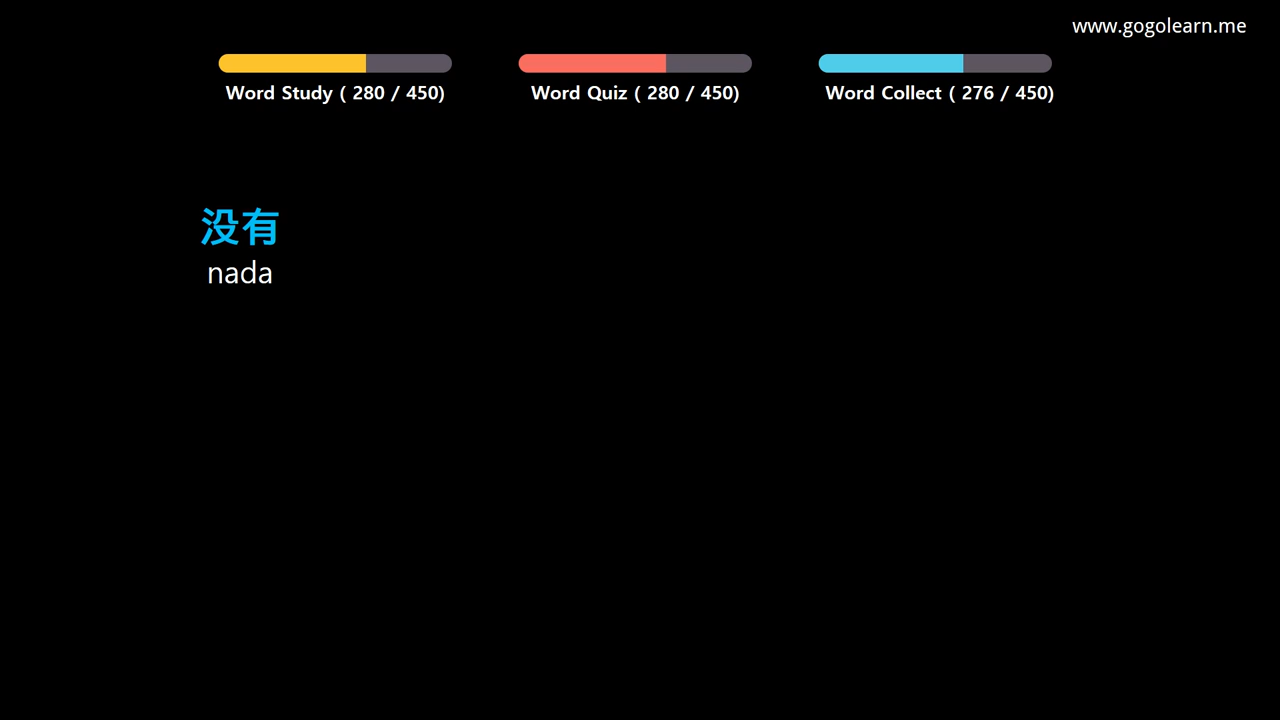 www.gogolearn.me
Word Study ( 280 / 450)
Word Quiz ( 280 / 450)
Word Collect ( 276 / 450)
没有
nada